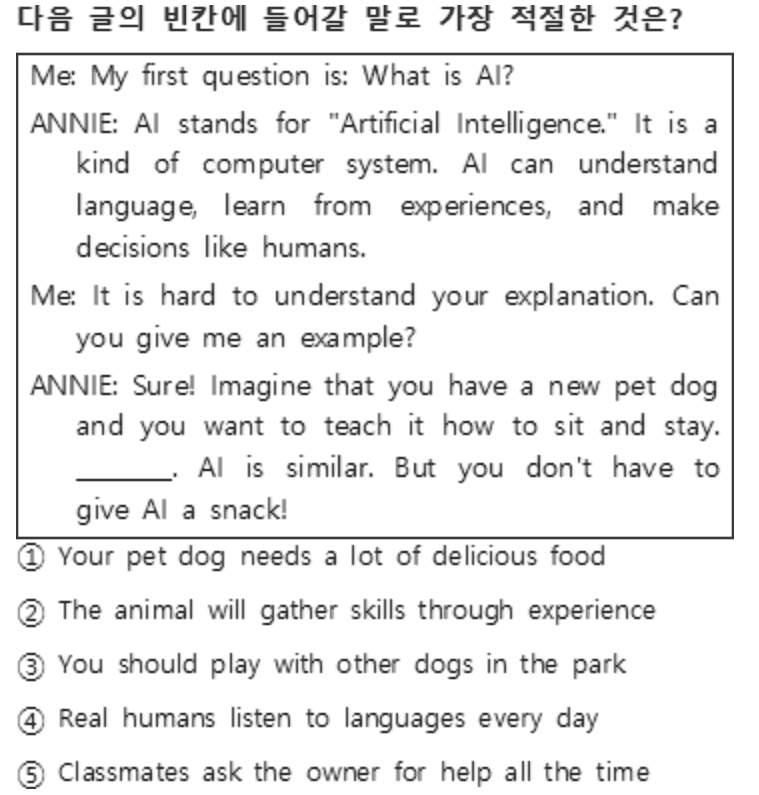 다음 글의 빈칸에 들어갈 말로 가장 적절한 것은?
Me: My first question is: What is AI?
ANNIE: AI stands for "Artificial Intelligence." It is a
kind of computer system. AI can understand
language, learn from experiences, and make
decisions like humans.
Me: It is hard to understand your explanation. Can
you give me an example?
ANNIE: Sure! Imagine that you have a new pet dog
and you want to teach it how to sit and stay.
_______. AI is similar. But you don't have to
give AI a snack!
① Your pet dog needs a lot of delicious food
② The animal will gather skills through experience
③ You should play with other dogs in the park
④ Real humans listen to languages every day
⑤ Classmates ask the owner for help all the time